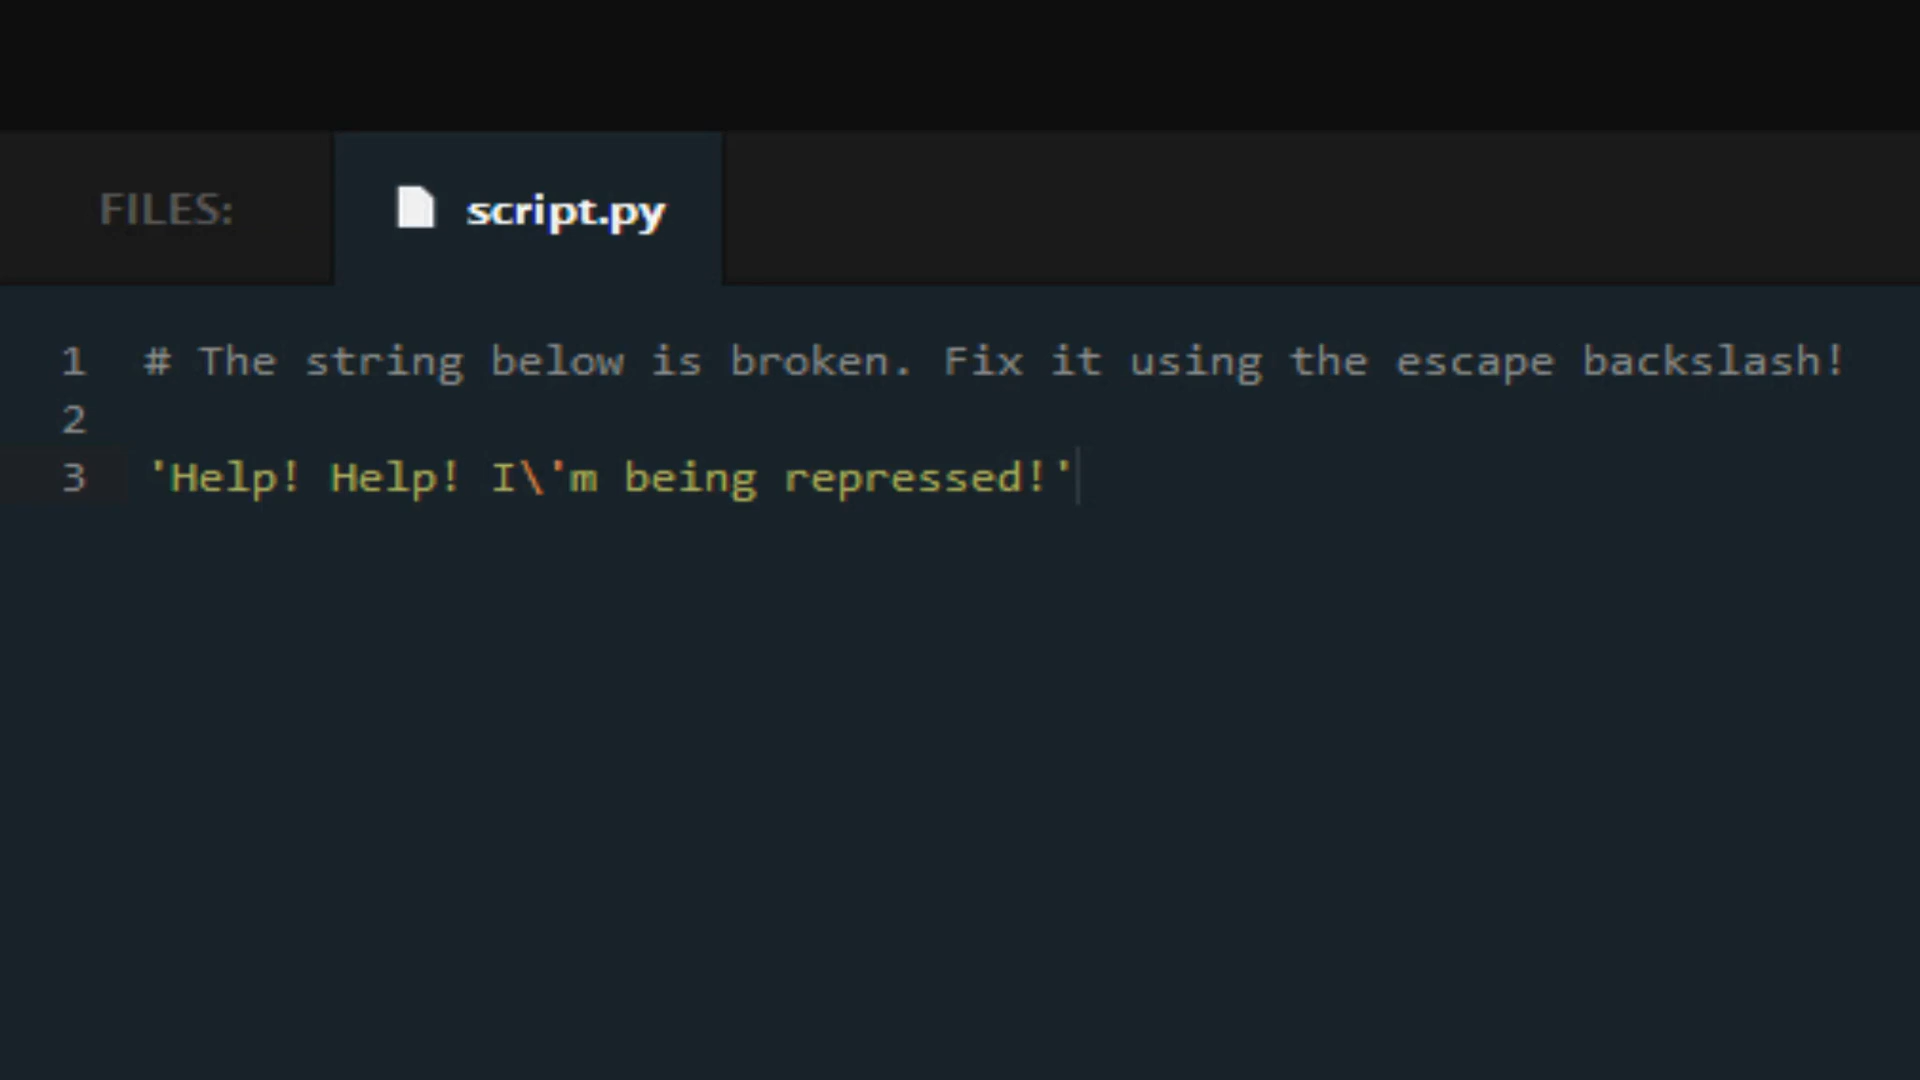 FILES: script.py
1 # The string below is broken. Fix it using the escape backslash!
2
3 'Help! Help! I\'m being repressed!'